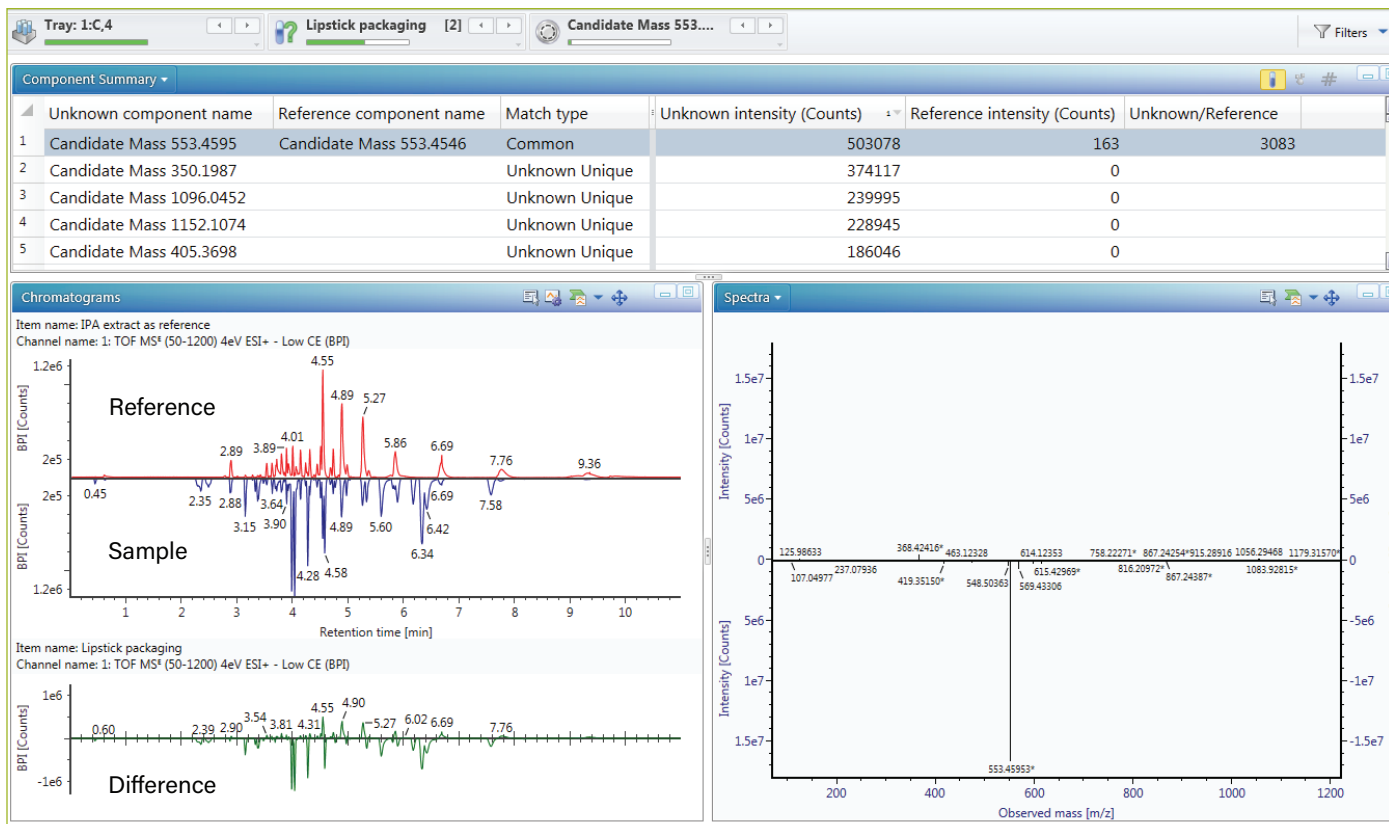 Tray: 1:C,4
Lipstick packaging [2]
Candidate Mass 553....
Filters
Component Summary
Unknown component name Reference component name Match type Unknown intensity (Counts) 1 Reference intensity (Counts) Unknown/Reference
1 Candidate Mass 553.4595 Candidate Mass 553.4546 Common 503078 163 3083
2 Candidate Mass 350.1987 Unknown Unique 374117 0
3 Candidate Mass 1096.0452 Unknown Unique 239995 0
4 Candidate Mass 1152.1074 Unknown Unique 228945 0
5 Candidate Mass 405.3698 Unknown Unique 186046 0
Chromatograms
Item name: IPA extract as reference
Channel name: 1: TOF MSᴱ (50-1200) 4eV ESI+ - Low CE (BPI)
BPI [Counts]
1.2e6
2e5
Reference
2.89 3.89 4.01 4.55 4.89 5.27 5.86 6.69 7.76 9.36
BPI [Counts]
2e5
1.2e6
Sample
0.45 2.35 2.88 3.15 3.64 3.90 4.28 4.58 4.89 5.60 6.34 6.42 6.69 7.58
1 2 3 4 5 6 7 8 9 10
Retention time [min]
Item name: Lipstick packaging
Channel name: 1: TOF MSᴱ (50-1200) 4eV ESI+ - Low CE (BPI)
BPI [Counts]
1e6
0
-1e6
0.60 2.39 2.90 3.54 3.81 4.31 4.55 4.90 5.27 6.02 6.69 7.76
Difference
Spectra
Intensity [Counts]
1.5e7 1.5e7
1e7 1e7
5e6 5e6
0 0
125.98633 368.42416* 463.12328 614.12353 758.22271* 867.24254* 915.28916 1056.29468 1179.31570*
107.04977 237.07936 419.35150* 548.50363 569.43306 615.42969* 816.20972* 867.24387* 1083.92815*
Intensity [Counts]
5e6 -5e6
1e7 -1e7
1.5e7 -1.5e7
553.45953*
200 400 600 800 1000 1200
Observed mass [m/z]